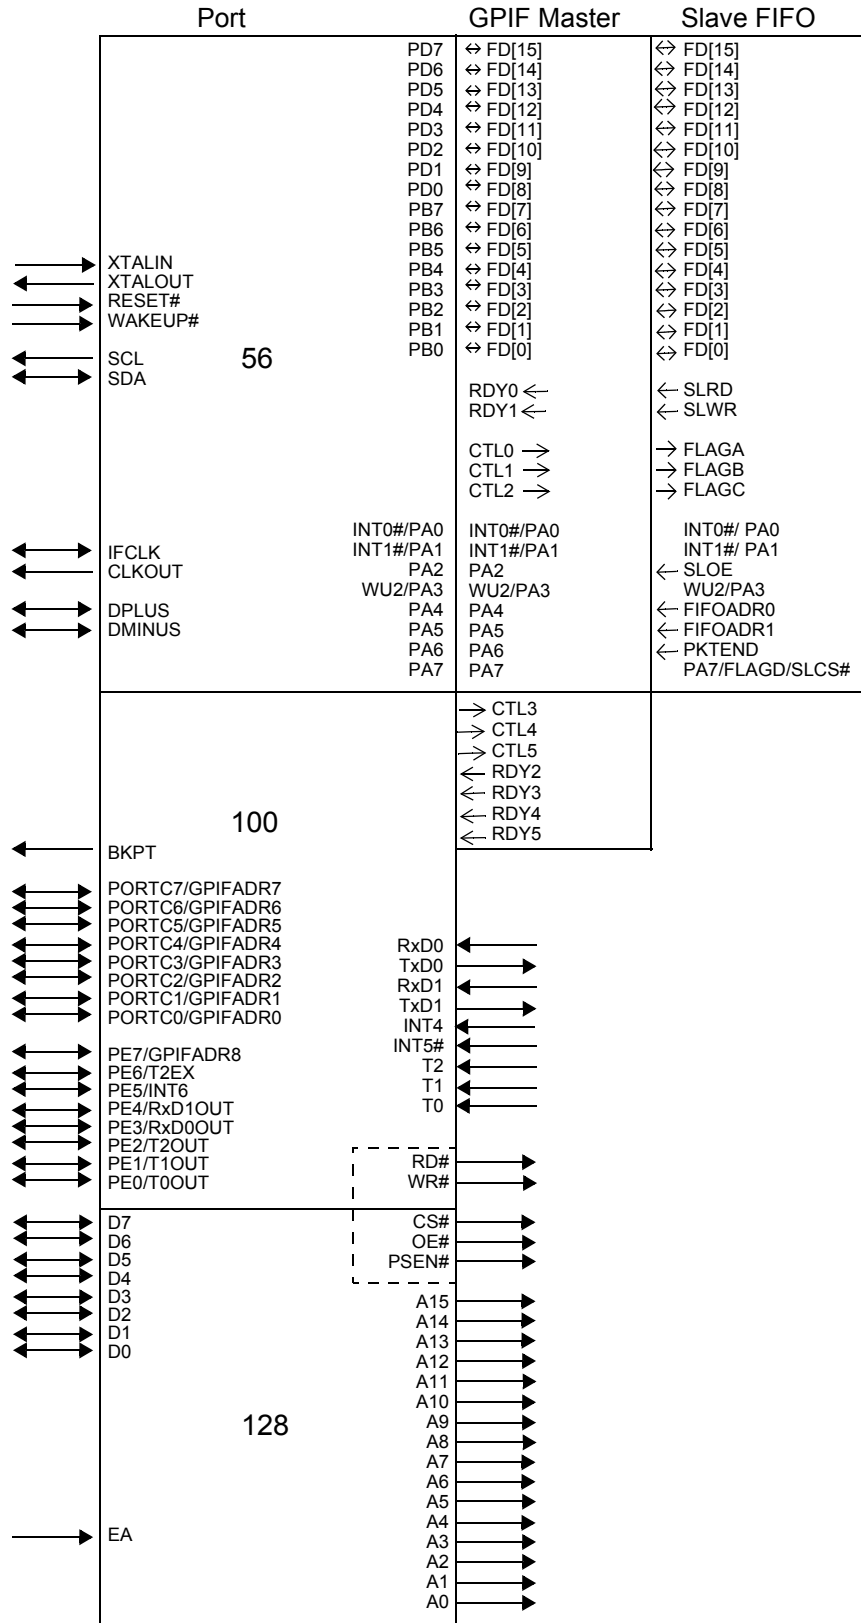 Port GPIF Master Slave FIFO
PD7 FD[15] FD[15]
PD6 FD[14] FD[14]
PD5 FD[13] FD[13]
PD4 FD[12] FD[12]
PD3 FD[11] FD[11]
PD2 FD[10] FD[10]
PD1 FD[9] FD[9]
PD0 FD[8] FD[8]
PB7 FD[7] FD[7]
PB6 FD[6] FD[6]
PB5 FD[5] FD[5]
XTALIN PB4 FD[4] FD[4]
XTALOUT PB3 FD[3] FD[3]
RESET# PB2 FD[2] FD[2]
WAKEUP# PB1 FD[1] FD[1]
SCL 56 PB0 FD[0] FD[0]
SDA
RDY0 SLRD
RDY1 SLWR
CTL0 FLAGA
CTL1 FLAGB
CTL2 FLAGC
INT0#/PA0 INT0#/PA0 INT0#/ PA0
IFCLK INT1#/PA1 INT1#/PA1 INT1#/ PA1
CLKOUT PA2 PA2 SLOE
WU2/PA3 WU2/PA3 WU2/PA3
DPLUS PA4 PA4 FIFOADR0
DMINUS PA5 PA5 FIFOADR1
PA6 PA6 PKTEND
PA7 PA7 PA7/FLAGD/SLCS#
CTL3
CTL4
CTL5
RDY2
RDY3
100 RDY4
RDY5
BKPT
PORTC7/GPIFADR7
PORTC6/GPIFADR6
PORTC5/GPIFADR5
PORTC4/GPIFADR4 RxD0
PORTC3/GPIFADR3 TxD0
PORTC2/GPIFADR2 RxD1
PORTC1/GPIFADR1 TxD1
PORTC0/GPIFADR0 INT4
INT5#
PE7/GPIFADR8 T2
PE6/T2EX T1
PE5/INT6 T0
PE4/RxD1OUT
PE3/RxD0OUT
PE2/T2OUT
PE1/T1OUT RD#
PE0/T0OUT WR#
D7 CS#
D6 OE#
D5 PSEN#
D4
D3 A15
D2 A14
D1 A13
D0 A12
A11
A10
128 A9
A8
A7
A6
A5
A4
EA A3
A2
A1
A0